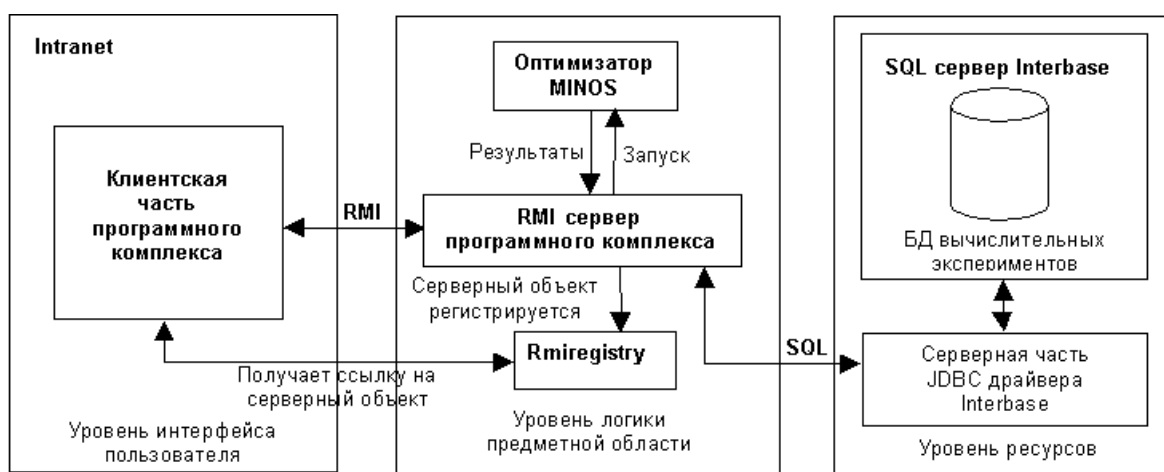 Intranet
Клиентская
часть
программного
комплекса
RMI
Получает ссылку на
серверный объект
Уровень интерфейса
пользователя
Оптимизатор
MINOS
Результаты
Запуск
RMI сервер
программного комплекса
Серверный объект
регистрируется
Rmiregistry
Уровень логики
предметной области
SQL
SQL сервер Interbase
БД вычислительных
экспериментов
Серверная часть
JDBC драйвера
Interbase
Уровень ресурсов